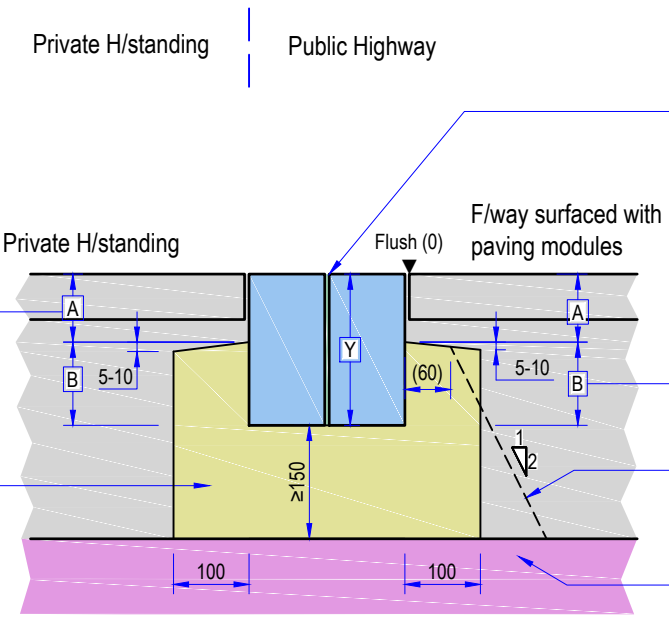 Private H/standing
Public Highway
Private H/standing
Flush (0)
F/way surfaced with
paving modules
A
A
Y
B
5-10
(60)
5-10
B
1
2
≥150
100
100